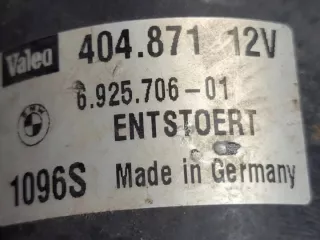 Valeo 404.871 12V
6.925.706-01
ENTSTOERT
1096S Made in Germany